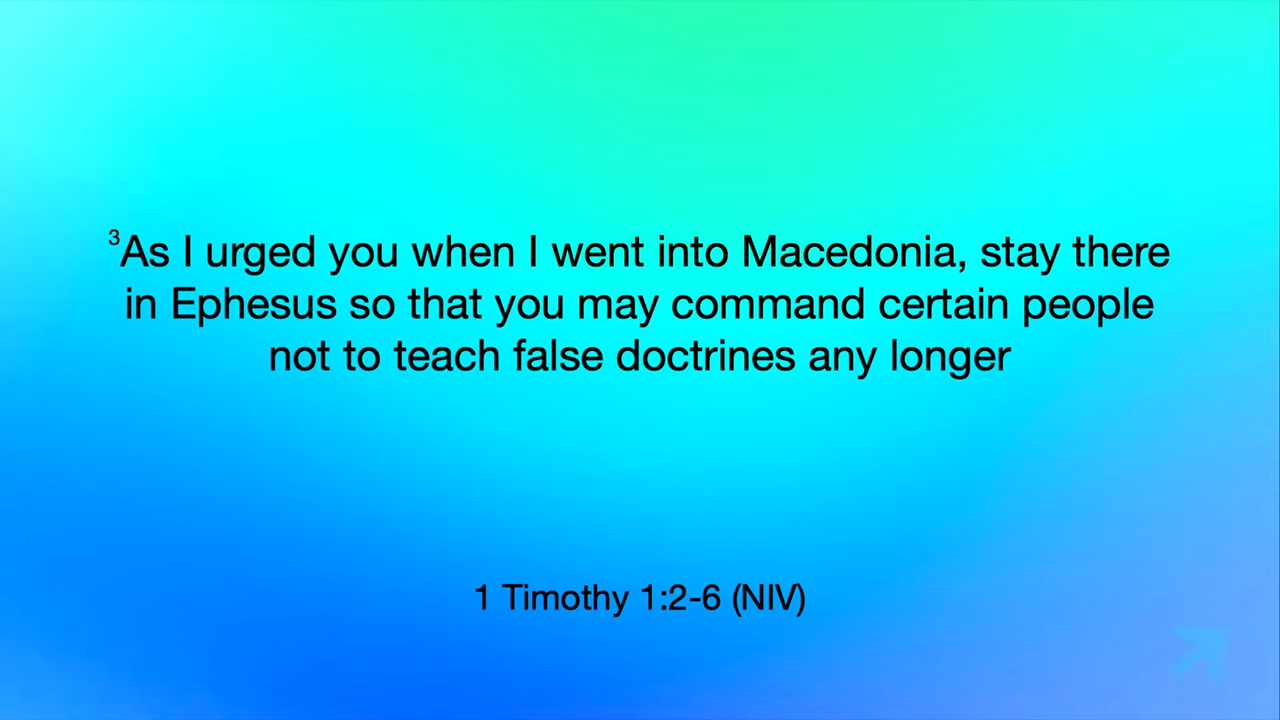 ³As I urged you when I went into Macedonia, stay there
in Ephesus so that you may command certain people
not to teach false doctrines any longer
1 Timothy 1:2-6 (NIV)